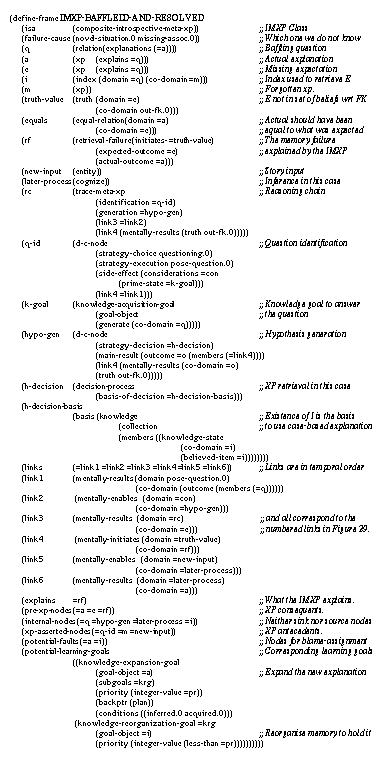 (define-frame IMXP-BAFFLED-AND-RESOLVED
(isa (composite-introspective-meta-xp)) ;; IMXP Class
(failure-cause (novel-situation.0 missing-assoc.0)) ;; Which one we do not know
(q (relation(explanations (=a)))) ;; Baffling question
(a (xp (explains =q))) ;; Actual explanation
(e (xp (explains =q))) ;; Missing expectation
(i (index (domain =q) (co-domain =m))) ;; Index used to retrieve E
(m (xp)) ;; Forgotten xp.
(truth-value (truth (domain =e) ;; E not in set of beliefs wrt FK
(co-domain out-fk.0)))
(equals (equal-relation(domain =a) ;; Actual should have been
(co-domain =e))) ;; equal to what was expected
(rf (retrieval-failure(initiates- =truth-value) ;; The memory failure
(expected-outcome =e) ;; explained by the IMXP
(actual-outcome =a)))
(new-input (entity)) ;; Story input
(later-process(cognize)) ;; Inference in this case
(rc (trace-meta-xp ;; Reasoning chain
(identification =q-id)
(generation =hypo-gen)
(link3 =link2)
(link4 (mentally-results (truth out-fk.0)))))
(q-id (d-c-node ;; Question identification
(strategy-choice questioning.0)
(strategy-execution pose-question.0)
(side-effect (considerations =con
(prime-state =k-goal)))
(link4 =link1)))
(k-goal (knowledge-acquisition-goal ;; Knowledge goal to answer
(goal-object ;; the question
(generate (co-domain =q)))))
(hypo-gen (d-c-node ;; Hypothesis generation
(strategy-decision =h-decision)
(main-result (outcome =o (members (=link4))))
(link4 (mentally-results (co-domain =o)
(truth out-fk.0))))
(h-decision (decision-process ;; XP retrieval in this case
(basis-of-decision =h-decision-basis)))
(h-decision-basis
(basis (knowledge ;; Existence of I is the basis
(collection ;; to use case-based explanation
(members ((knowledge-state
(co-domain =i)
(believed-item =i))))))))
(links (=link1 =link2 =link3 =link4 =link5 =link6)) ;; Links are in temporal order
(link1 (mentally-results(domain pose-question.0)
(co-domain (outcome (members (=q))))))
(link2 (mentally-enables (domain =con)
(co-domain =hypo-gen)))
(link3 (mentally-results (domain =rc) ;; and all correspond to the
(co-domain =e))) ;; numbered links in Figure 29.
(link4 (mentally-initiates (domain =truth-value)
(co-domain =rf)))
(link5 (mentally-enables (domain =new-input)
(co-domain =later-process)))
(link6 (mentally-results (domain =later-process)
(co-domain =a)))
(explains =rf) ;; What the IMXP explains.
(pre-xp-nodes(=a =e =rf)) ;; XP consequents.
(internal-nodes(=q =hypo-gen =later-process =i)) ;; Neither sink nor source nodes
(xp-asserted-nodes(=q-id =m =new-input)) ;; XP antecedents.
(potential-faults(=a =i)) ;; Nodes for blame-assignment
(potential-learning-goals ;; Corresponding learning goals
((knowledge-expansion-goal
(goal-object =a) ;; Expand the new explanation
(subgoals =krg)
(priority (integer-value =pr))
(backptr (plan))
(conditions ((inferred.0 acquired.0)))
(knowledge-reorganization-goal =krg
(goal-object =i) ;; Reorganise memory to hold it
(priority (integer-value (less-than =pr))))))))))